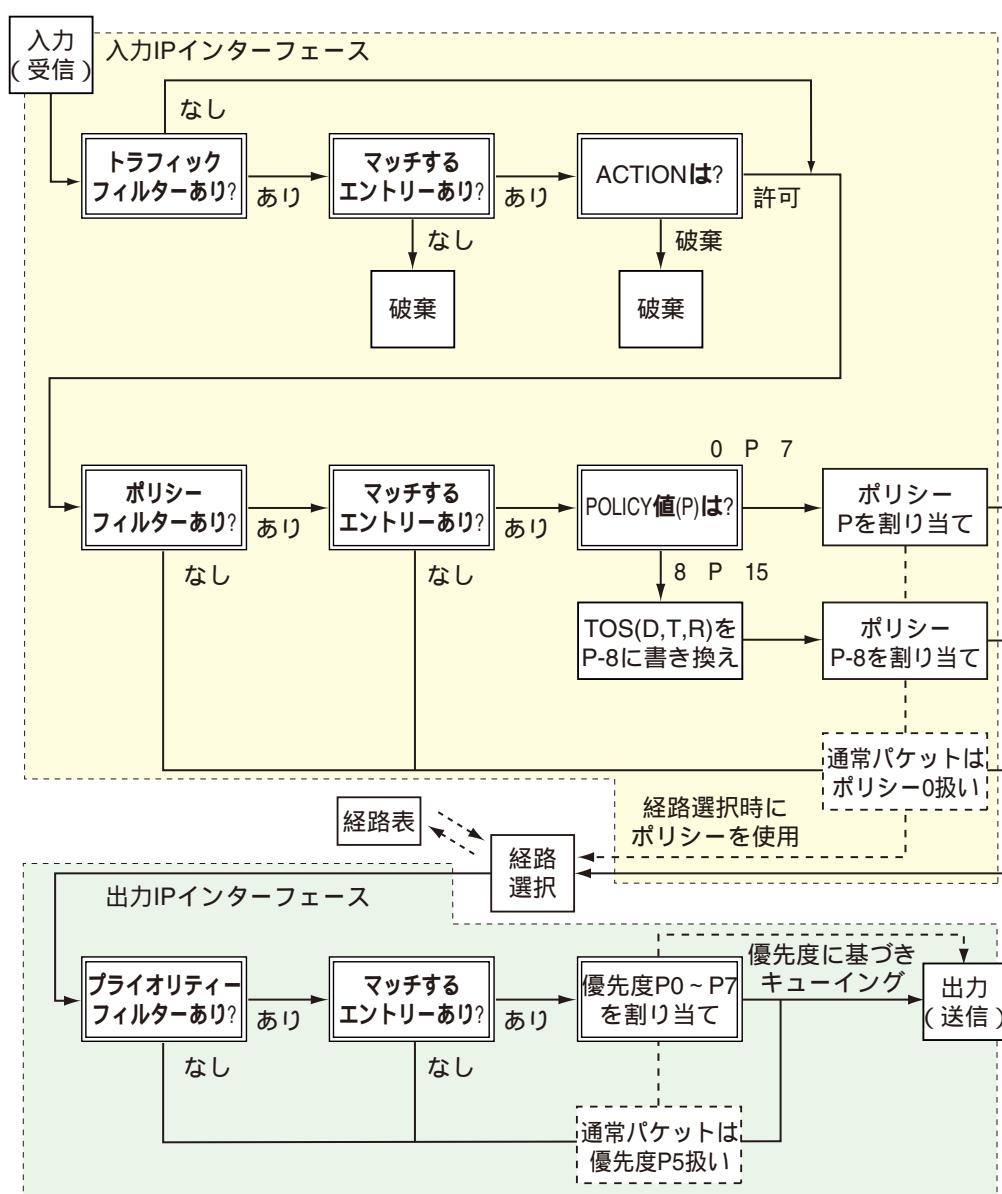 入力
(受信)
入力IPインターフェース
なし
トラフィック
フィルターあり?
あり
マッチする
エントリーあり?
あり
ACTIONは?
許可
なし
破棄
破棄
破棄
0 P 7
ポリシー
フィルターあり?
あり
マッチする
エントリーあり?
あり
POLICY値(P)は?
ポリシー
Pを割り当て
なし
なし
8 P 15
TOS(D,T,R)を
P-8に書き換え
ポリシー
P-8を割り当て
通常パケットは
ポリシー0扱い
経路選択時に
ポリシーを使用
経路表
経路
選択
出力IPインターフェース
プライオリティー
フィルターあり?
あり
マッチする
エントリーあり?
あり
優先度P0~P7
を割り当て
優先度に基づき
キューイング
出力
(送信)
なし
なし
通常パケットは
優先度P5扱い